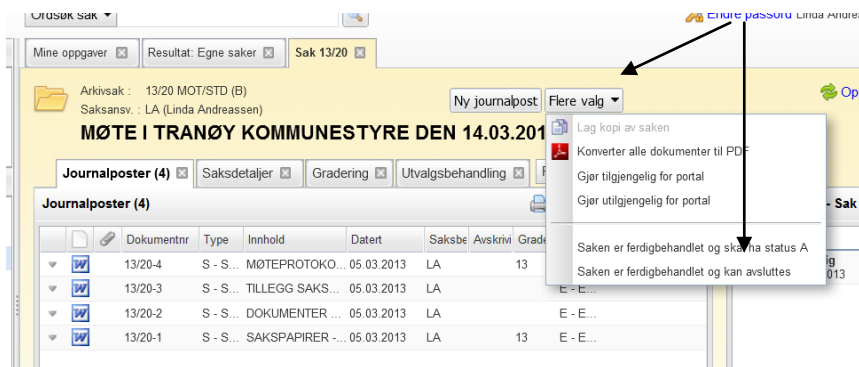 Ordsøk sak
Endre passord Linda Andrea
Mine oppgaver
Resultat: Egne saker
Sak 13/20
Arkivsak : 13/20 MOT/STD (B)
Saksansv. : LA (Linda Andreassen)
Ny journalpost
Flere valg
Op
MØTE I TRANØY KOMMUNESTYRE DEN 14.03.201
Lag kopi av saken
Konverter alle dokumenter til PDF
Gjør tilgjengelig for portal
Gjør utilgjengelig for portal
Saken er ferdigbehandlet og skal ha status A
Saken er ferdigbehandlet og kan avsluttes
Journalposter (4)
Saksdetaljer
Gradering
Utvalgsbehandling
Journalposter (4)
- Sak
Dokumentnr Type Innhold Datert Saksbe Avskrivi Grade
ig
013
13/20-4 S - S... MØTEPROTOKO... 05.03.2013 LA 13
13/20-3 S - S... TILLEGG SAKS... 05.03.2013 LA E - E...
13/20-2 S - S... DOKUMENTER ... 05.03.2013 LA E - E...
13/20-1 S - S... SAKSPAPIRER -... 05.03.2013 LA 13 E - E...